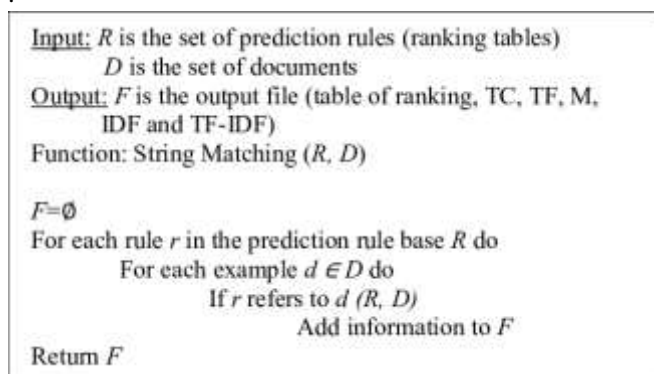 Input: R is the set of prediction rules (ranking tables)
D is the set of documents
Output: F is the output file (table of ranking, TC, TF, M,
IDF and TF-IDF)
Function: String Matching (R, D)
F=∅
For each rule r in the prediction rule base R do
For each example d ∈ D do
If r refers to d (R, D)
Add information to F
Return F